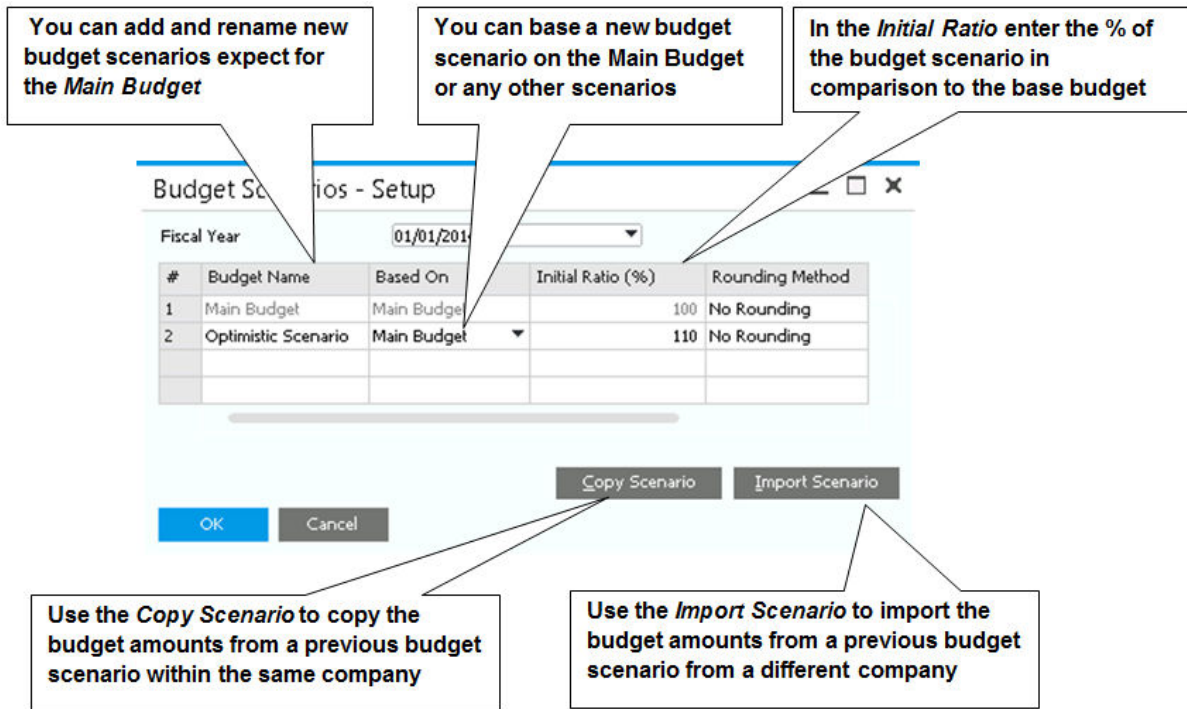 You can add and rename new
budget scenarios expect for
the Main Budget
You can base a new budget
scenario on the Main Budget
or any other scenarios
In the Initial Ratio enter the % of
the budget scenario in
comparison to the base budget
Budget Sc ios - Setup
Fiscal Year 01/01/201
# Budget Name Based On Initial Ratio (%) Rounding Method
1 Main Budget Main Budget 100 No Rounding
2 Optimistic Scenario Main Budget 110 No Rounding
Copy Scenario Import Scenario
OK Cancel
Use the Copy Scenario to copy the
budget amounts from a previous budget
scenario within the same company
Use the Import Scenario to import the
budget amounts from a previous budget
scenario from a different company